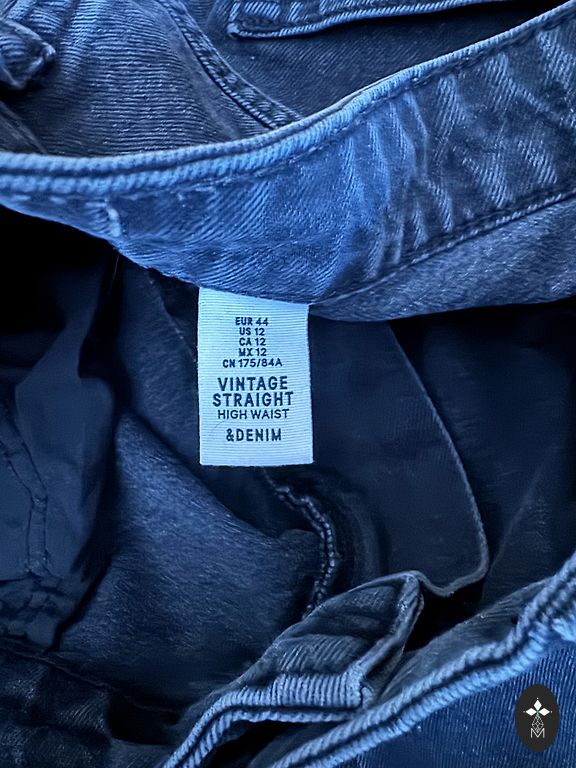 EUR 44
US 12
CA 12
MX 12
CN 175/84A
VINTAGE
STRAIGHT
HIGH WAIST
&DENIM
M